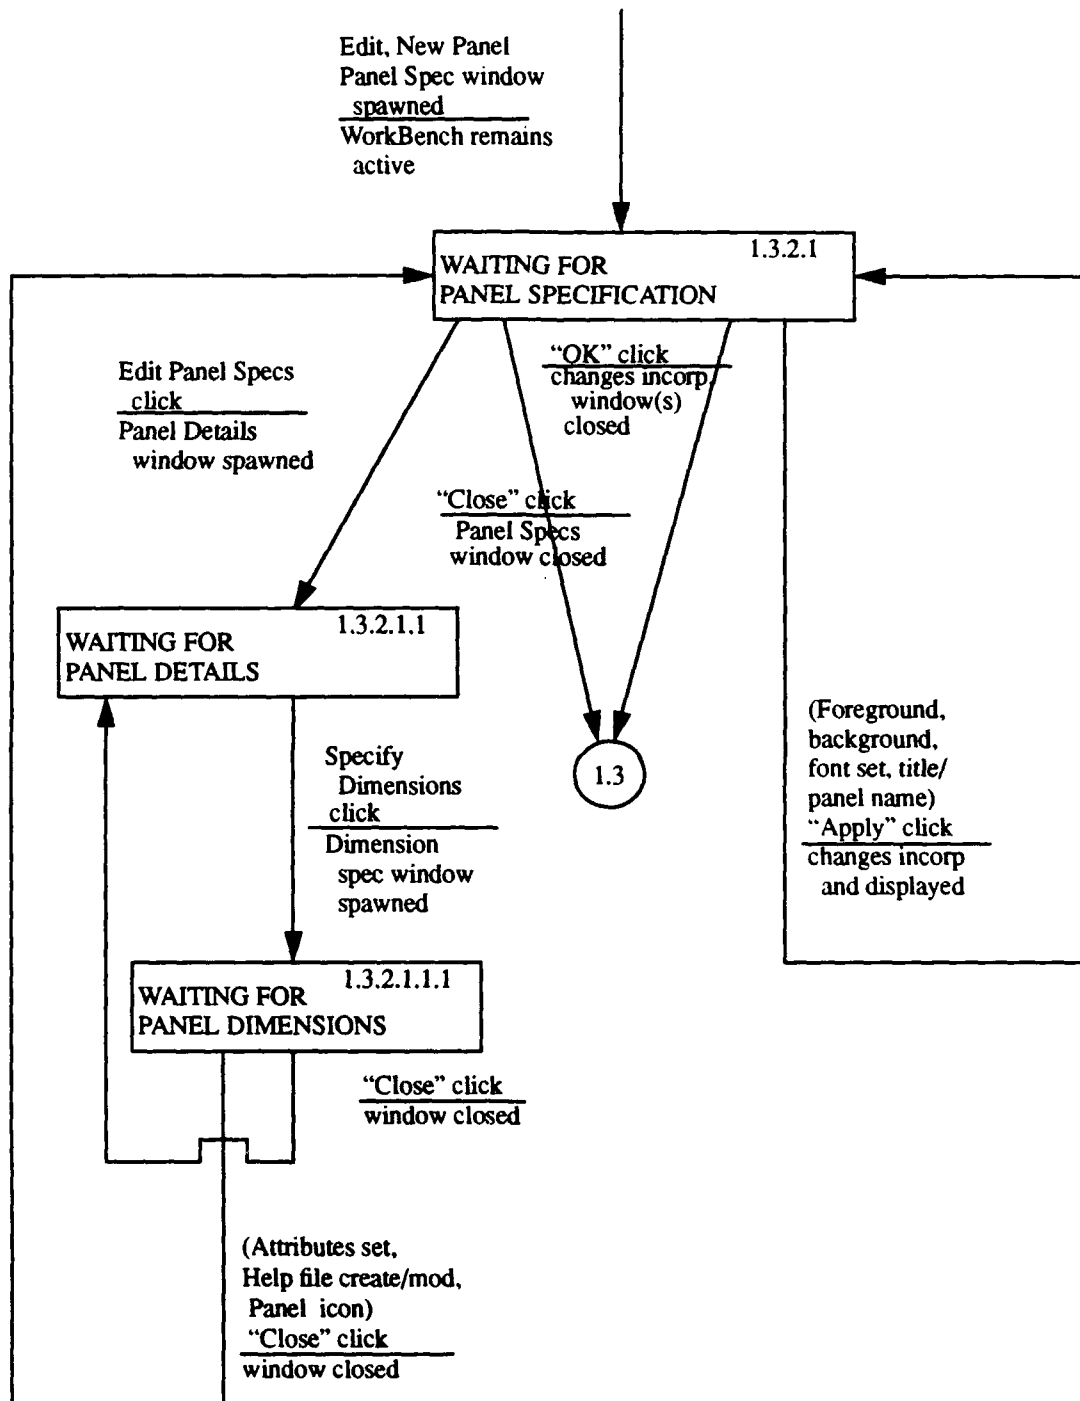 Edit, New Panel
Panel Spec window
spawned
WorkBench remains
active
1.3.2.1
WAITING FOR
PANEL SPECIFICATION
"OK" click
changes incorp,
window(s)
closed
Edit Panel Specs
click
Panel Details
window spawned
"Close" click
Panel Specs
window closed
1.3.2.1.1
WAITING FOR
PANEL DETAILS
(Foreground,
background,
font set, title/
panel name)
"Apply" click
changes incorp
and displayed
1.3
Specify
Dimensions
click
Dimension
spec window
spawned
1.3.2.1.1.1
WAITING FOR
PANEL DIMENSIONS
"Close" click
window closed
(Attributes set,
Help file create/mod,
Panel icon)
"Close" click
window closed